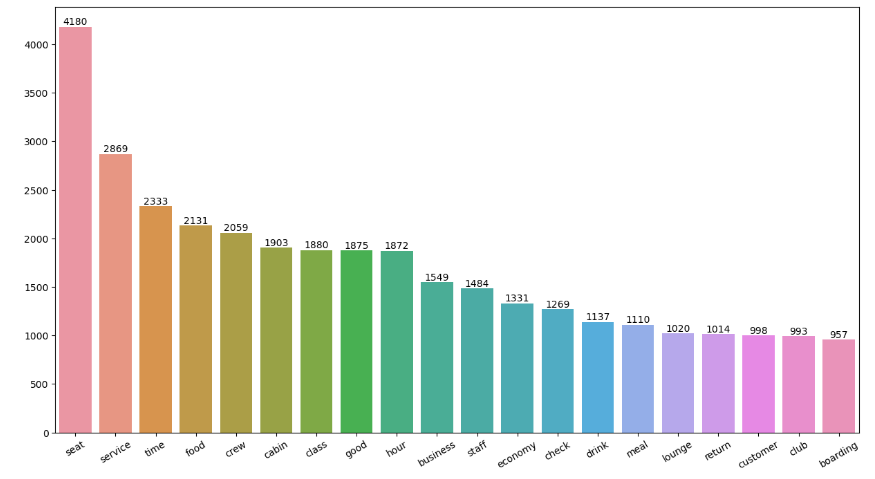 4180
2869
2333
2131
2059
1903
1880
1875
1872
1549
1484
1331
1269
1137
1110
1020
1014
998
993
957
4000
3500
3000
2500
2000
1500
1000
500
0
seat
service
time
food
crew
cabin
class
good
hour
business
staff
economy
check
drink
meal
lounge
return
customer
club
boarding